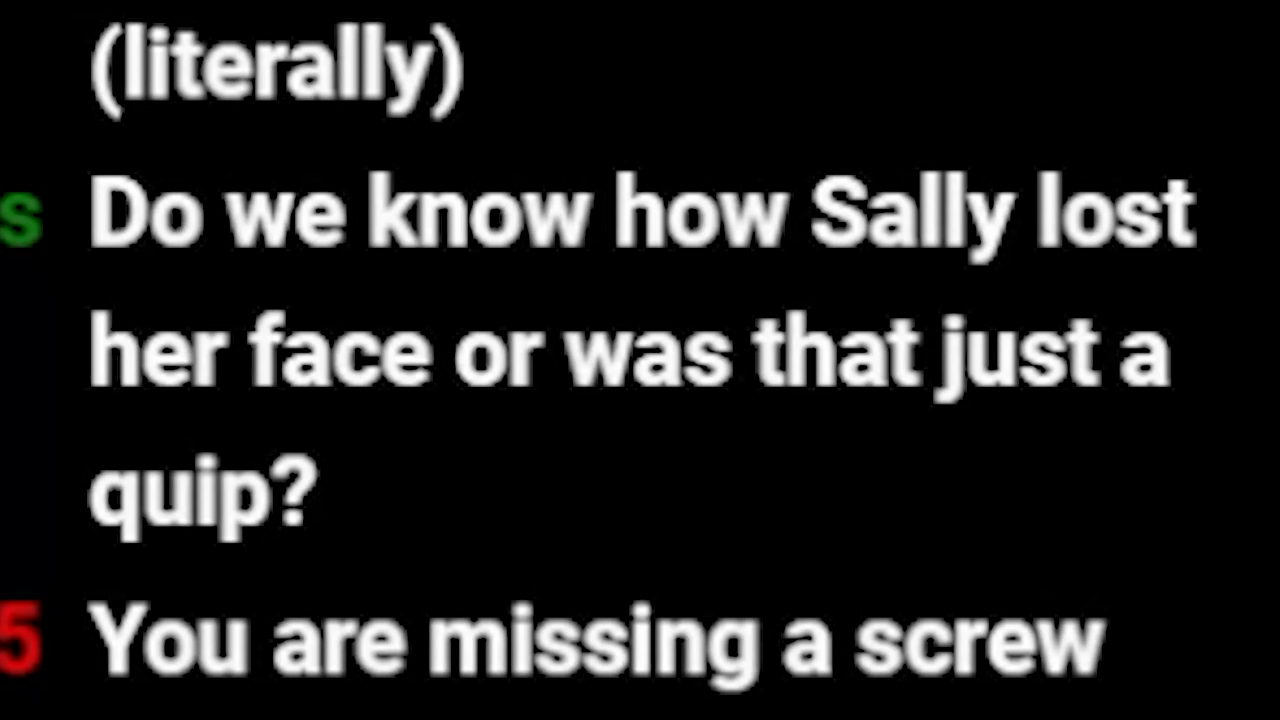 (literally)
s Do we know how Sally lost
her face or was that just a
quip?
5 You are missing a screw